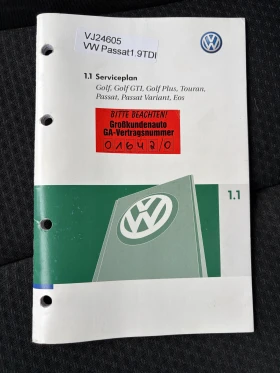 VJ24605
VW Passat1.9TDI
1.1 Serviceplan
Golf, Golf GTI, Golf Plus, Touran,
Passat, Passat Variant, Eos
BITTE BEACHTEN!
Großkundenauto
GA-Vertragsnummer
01647/0
1.1